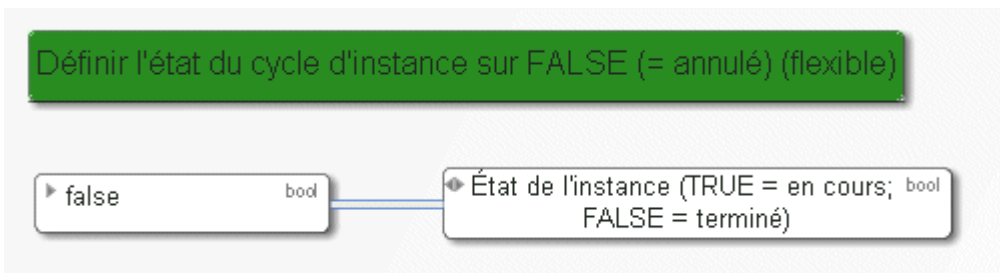 Définir l'état du cycle d'instance sur FALSE (= annulé) (flexible)
false bool
État de l'instance (TRUE = en cours; bool
FALSE = terminé)